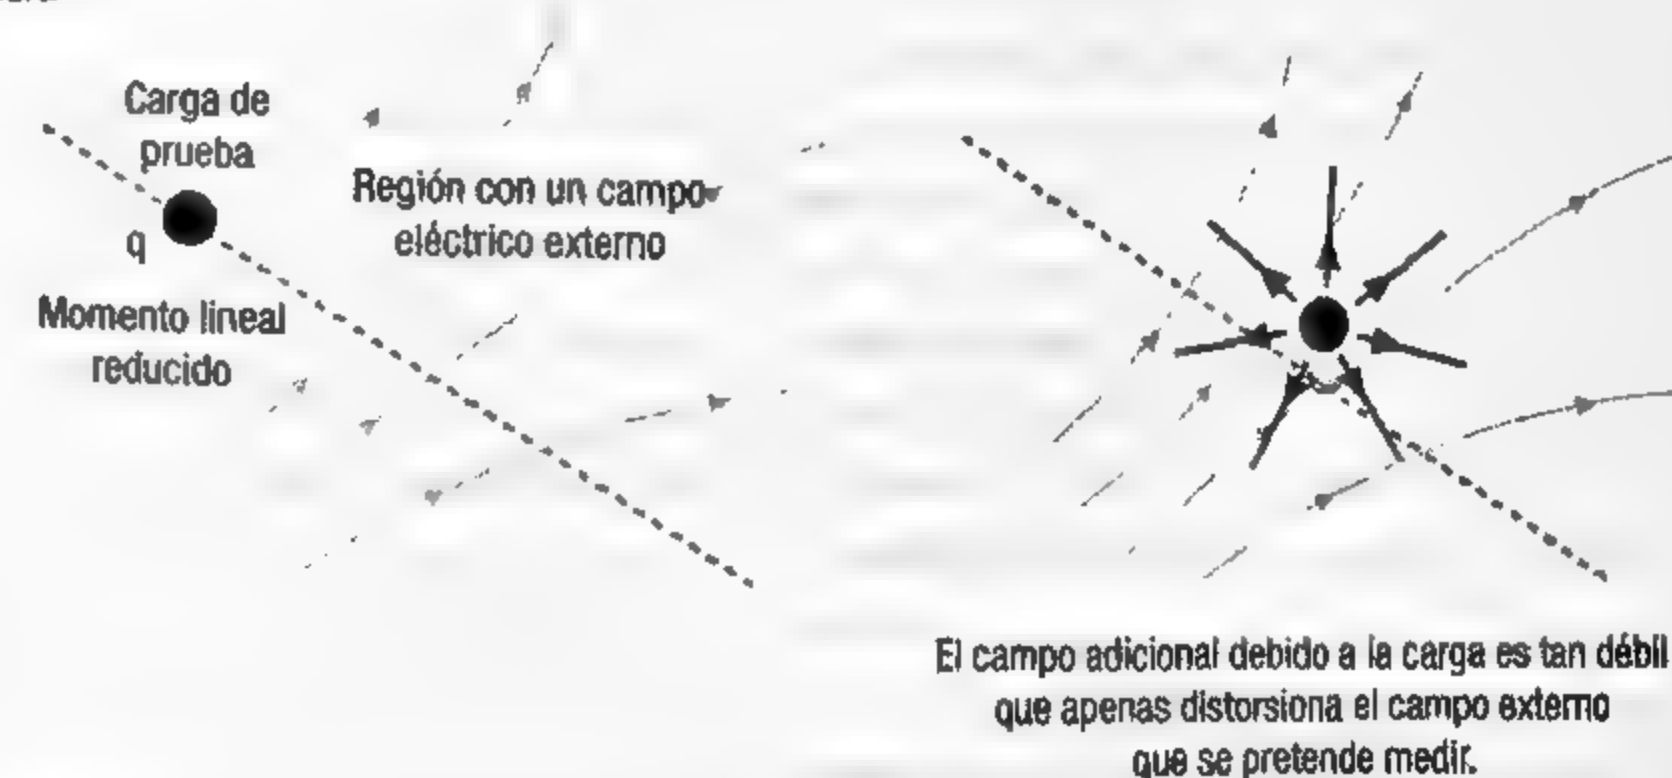 Carga de
prueba
q
Momento lineal
reducido
Región con un campo
eléctrico externo
El campo adicional debido a la carga es tan débil
que apenas distorsiona el campo externo
que se pretende medir.